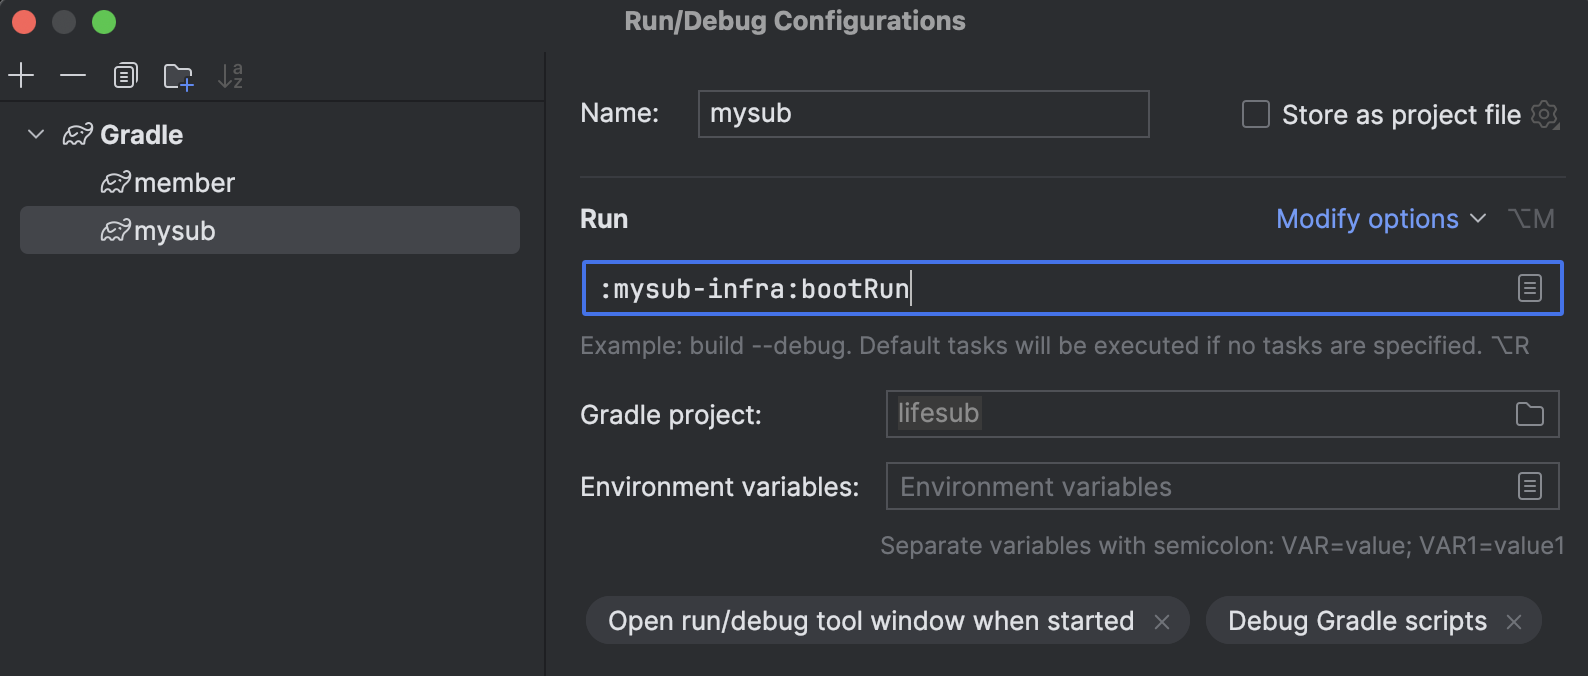 Run/Debug Configurations
Name: mysub Store as project file
Gradle
member
mysub
Run Modify options ⌥M
:mysub-infra:bootRun
Example: build --debug. Default tasks will be executed if no tasks are specified. ⌥R
Gradle project: lifesub
Environment variables: Environment variables
Separate variables with semicolon: VAR=value; VAR1=value1
Open run/debug tool window when started × Debug Gradle scripts ×